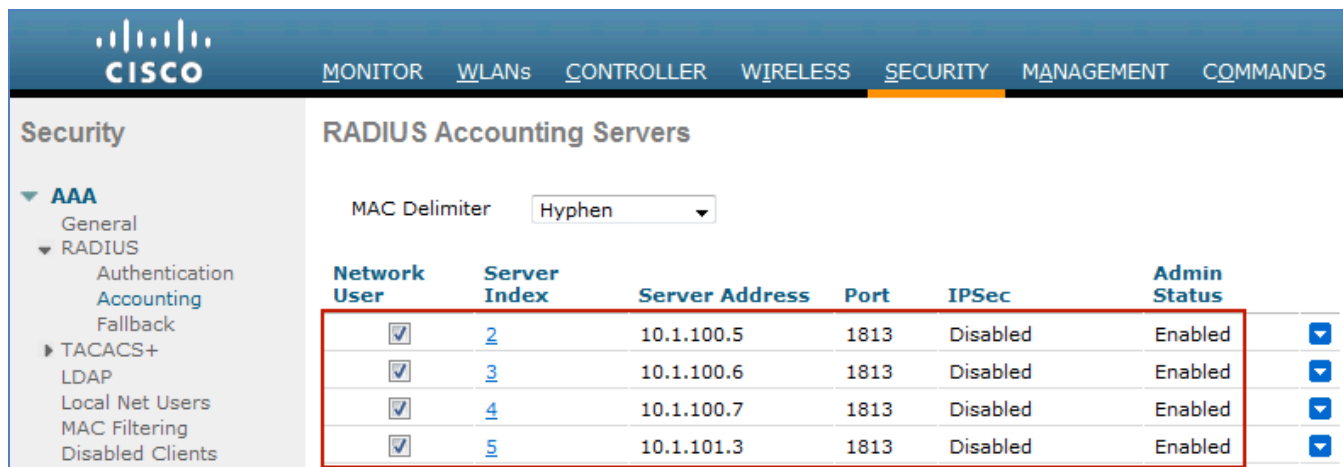 CISCO
MONITOR WLANs CONTROLLER WIRELESS SECURITY MANAGEMENT COMMANDS
Security
AAA
General
RADIUS
Authentication
Accounting
Fallback
TACACS+
LDAP
Local Net Users
MAC Filtering
Disabled Clients
RADIUS Accounting Servers
MAC Delimiter Hyphen
Network User Server Index Server Address Port IPSec Admin Status
2 10.1.100.5 1813 Disabled Enabled
3 10.1.100.6 1813 Disabled Enabled
4 10.1.100.7 1813 Disabled Enabled
5 10.1.101.3 1813 Disabled Enabled